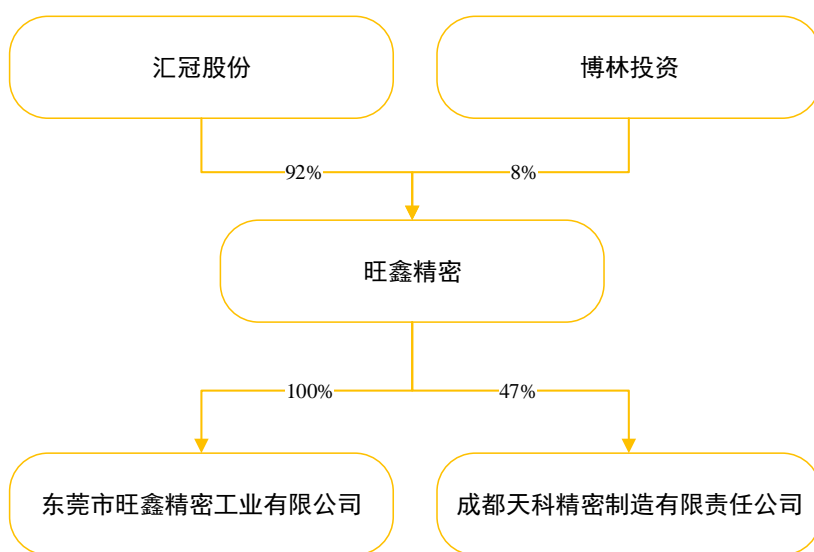 汇冠股份
博林投资
92%
8%
旺鑫精密
100%
47%
东莞市旺鑫精密工业有限公司
成都天科精密制造有限责任公司